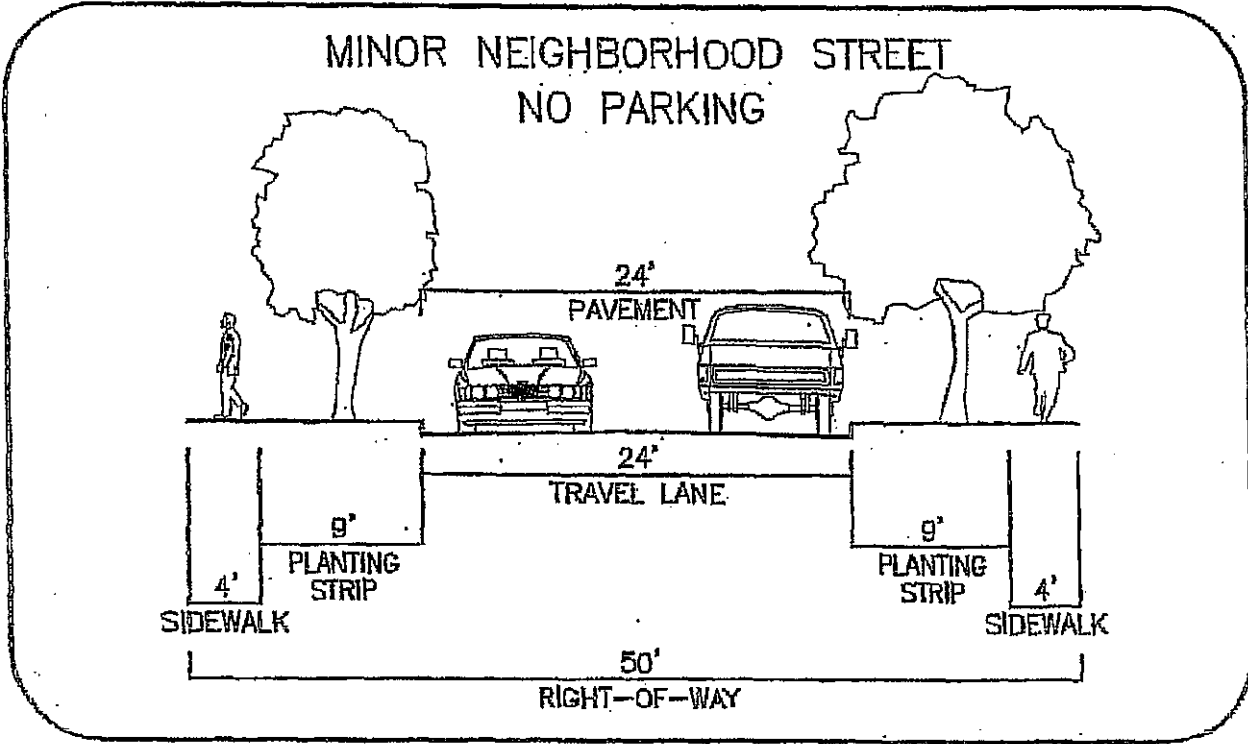 MINOR NEIGHBORHOOD STREET
NO PARKING
24'
PAVEMENT
24'
TRAVEL LANE
9'
PLANTING
STRIP
9'
PLANTING
STRIP
4'
SIDEWALK
4'
SIDEWALK
50'
RIGHT-OF-WAY